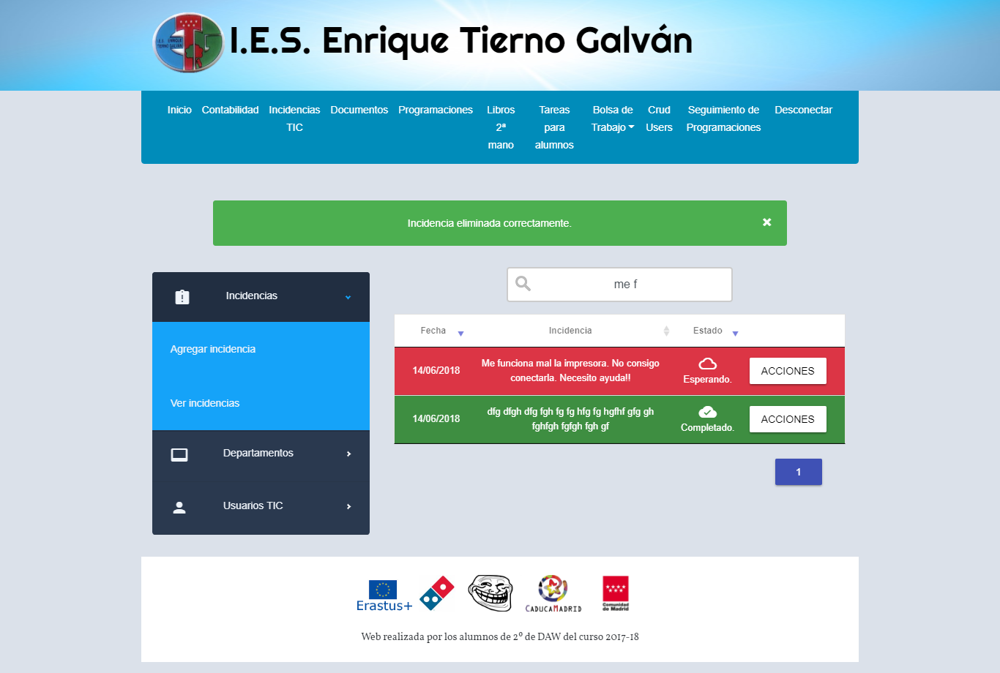 I.E.S. Enrique Tierno Galván
I.E.S. ENRIQUE
TIERNO GALVAN
Inicio
Contabilidad
Incidencias
TIC
Documentos
Programaciones
Libros
2ª
mano
Tareas
para
alumnos
Bolsa de
Trabajo
Crud
Users
Seguimiento de
Programaciones
Desconectar
Incidencia eliminada correctamente.
Incidencias
Agregar incidencia
Ver incidencias
Departamentos
Usuarios TIC
me f
Fecha Incidencia Estado
14/06/2018
Me funciona mal la impresora. No consigo
conectarla. Necesito ayuda!!
Esperando.
ACCIONES
14/06/2018
dfg dfgh dfg fgh fg fg hfg fg hgfhf gfg gh
fghfgh fgfgh fgh gf
Completado.
ACCIONES
1
Erastus+
CADUCAMADRID
Comunidad
de Madrid
Web realizada por los alumnos de 2º de DAW del curso 2017-18